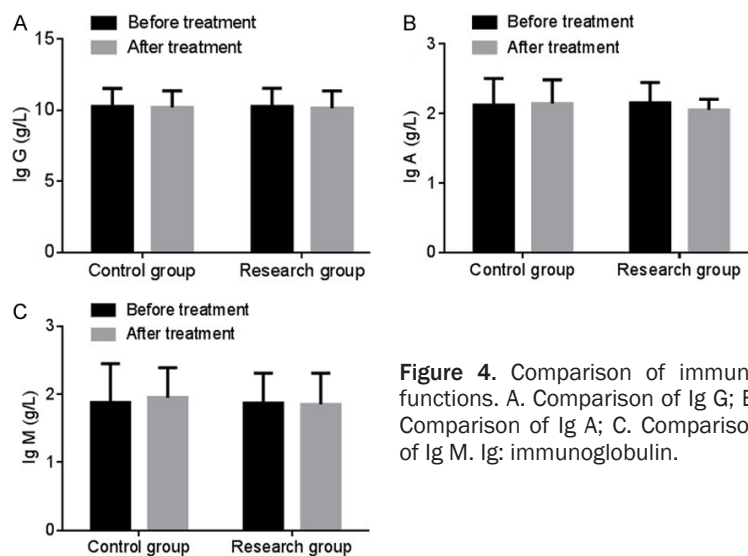 A
Before treatment
After treatment
15
10
5
0
Ig G (g/L)
Control group Research group
B
Before treatment
After treatment
3
2
1
0
Ig A (g/L)
Control group Research group
C
Before treatment
After treatment
3
2
1
0
Ig M (g/L)
Control group Research group
Figure 4. Comparison of immun
functions. A. Comparison of Ig G; B
Comparison of Ig A; C. Compariso
of Ig M. Ig: immunoglobulin.